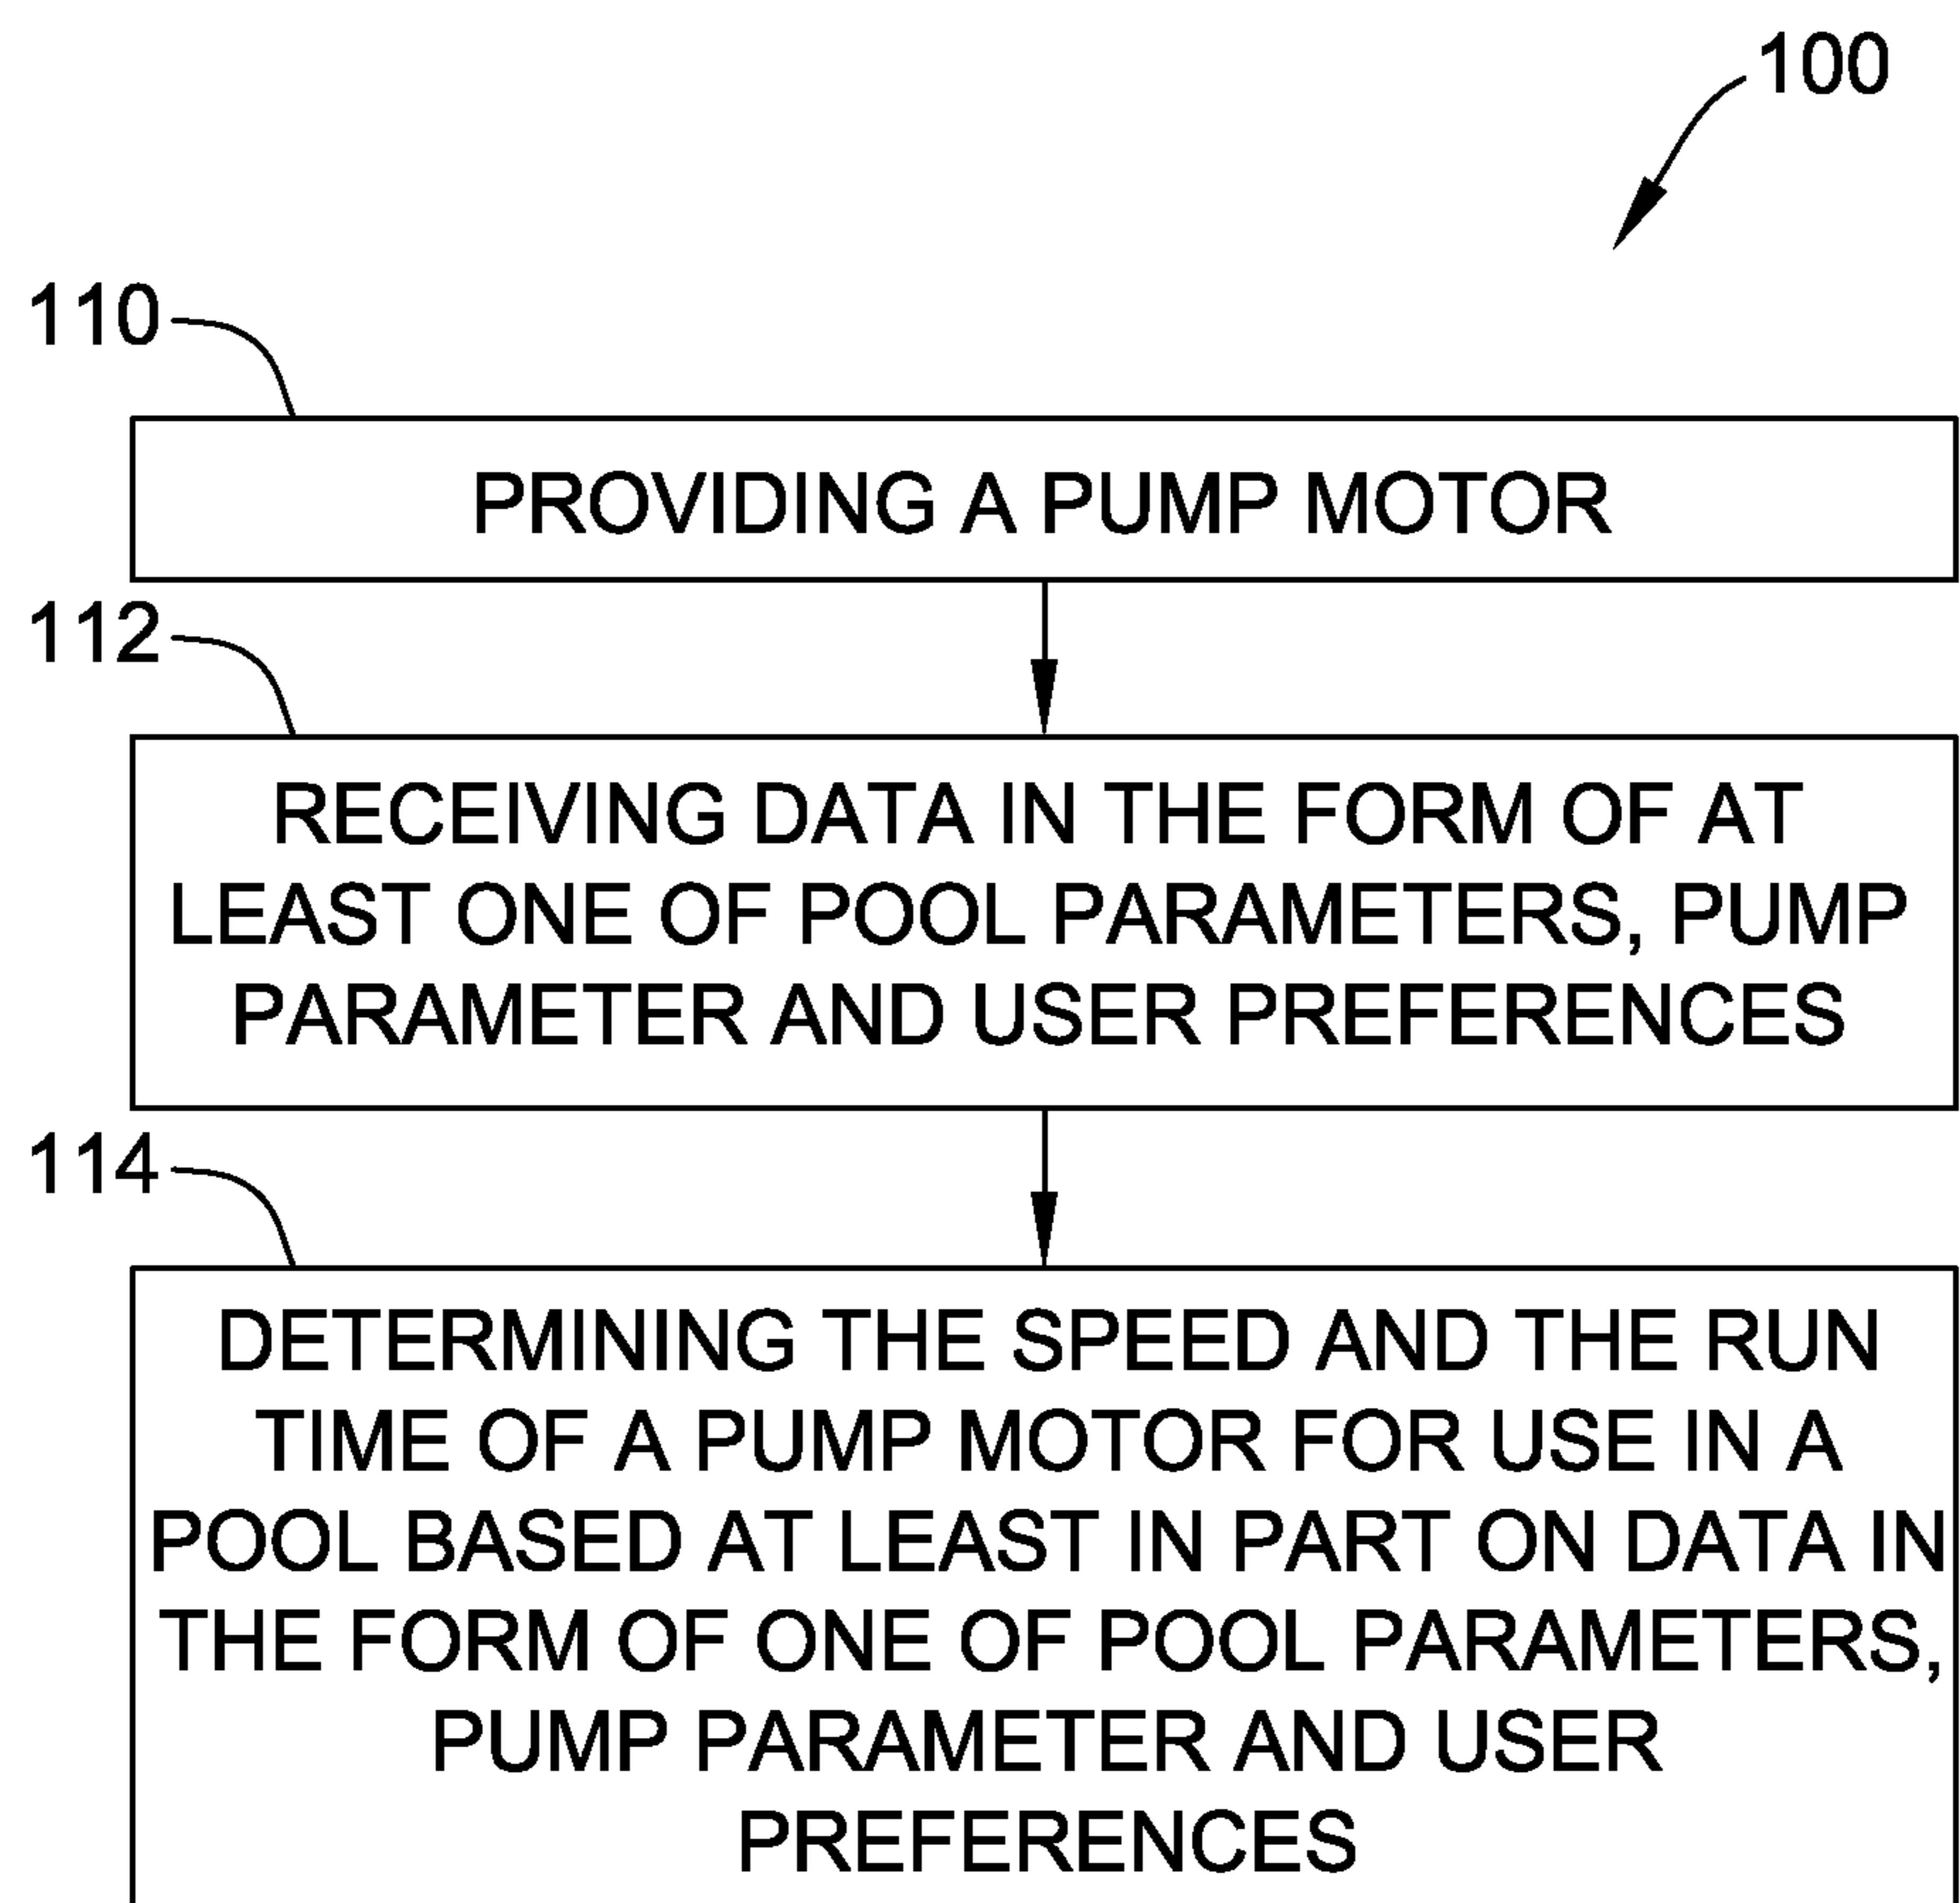 100
110
PROVIDING A PUMP MOTOR
112
RECEIVING DATA IN THE FORM OF AT
LEAST ONE OF POOL PARAMETERS, PUMP
PARAMETER AND USER PREFERENCES
114
DETERMINING THE SPEED AND THE RUN
TIME OF A PUMP MOTOR FOR USE IN A
POOL BASED AT LEAST IN PART ON DATA IN
THE FORM OF ONE OF POOL PARAMETERS,
PUMP PARAMETER AND USER
PREFERENCES